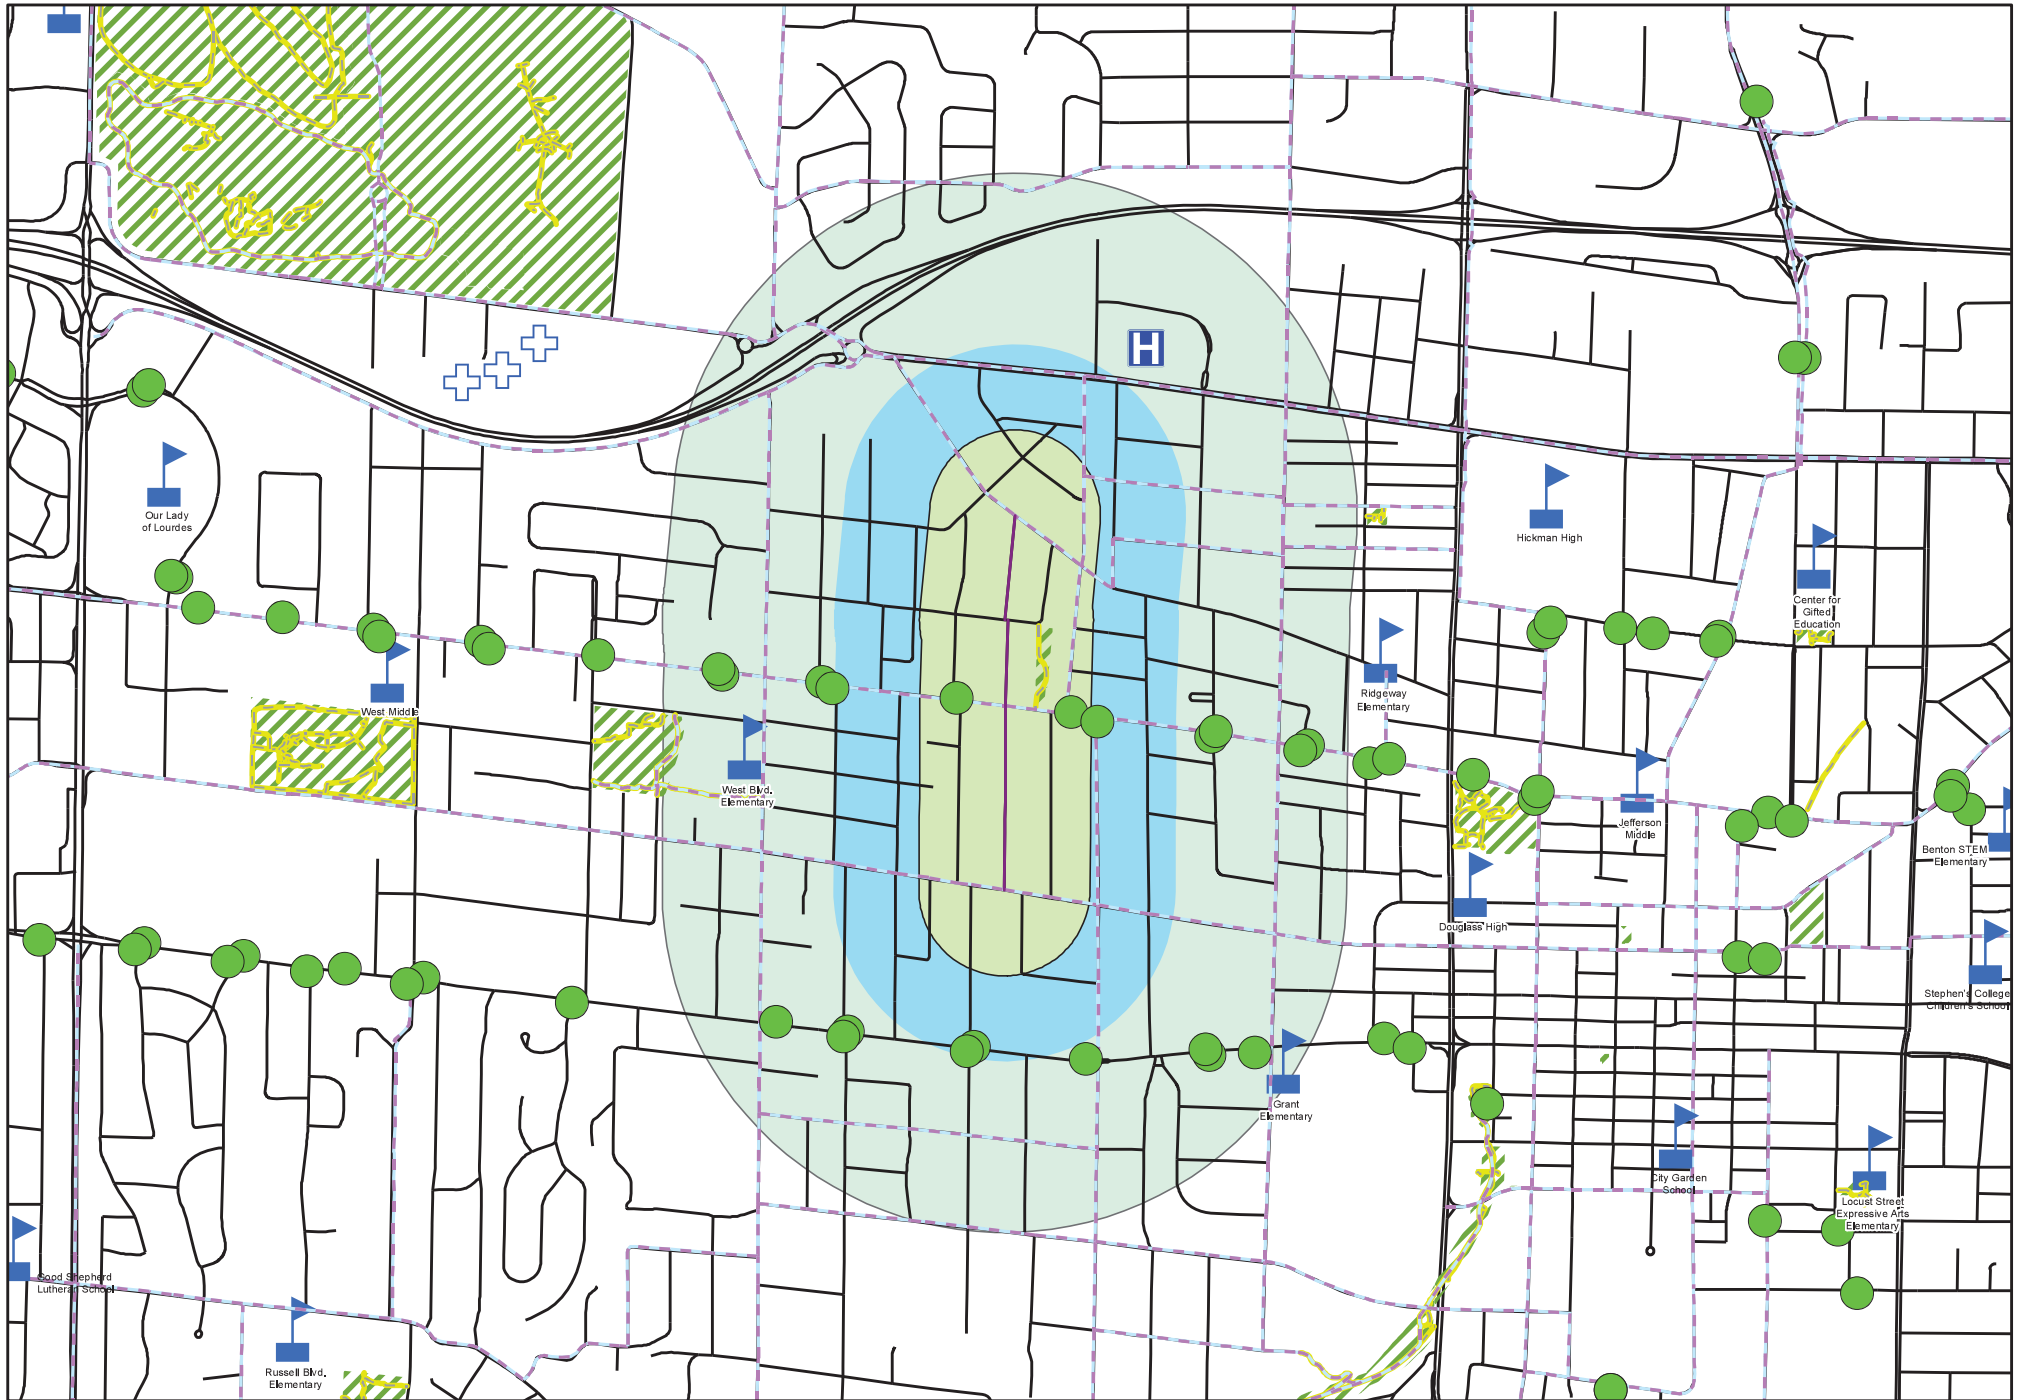 H
Our Lady
of Lourdes
Hickman High
Center for
Gifted
Education
Ridgeway
Elementary
West Middle
West Blvd.
Elementary
Jefferson
Middle
Benton STEM
Elementary
Douglass High
Stephen's College
Children's School
Grant
Elementary
City Garden
School
Locust Street
Expressive Arts
Elementary
Good Shepherd
Lutheran School
Russell Blvd.
Elementary